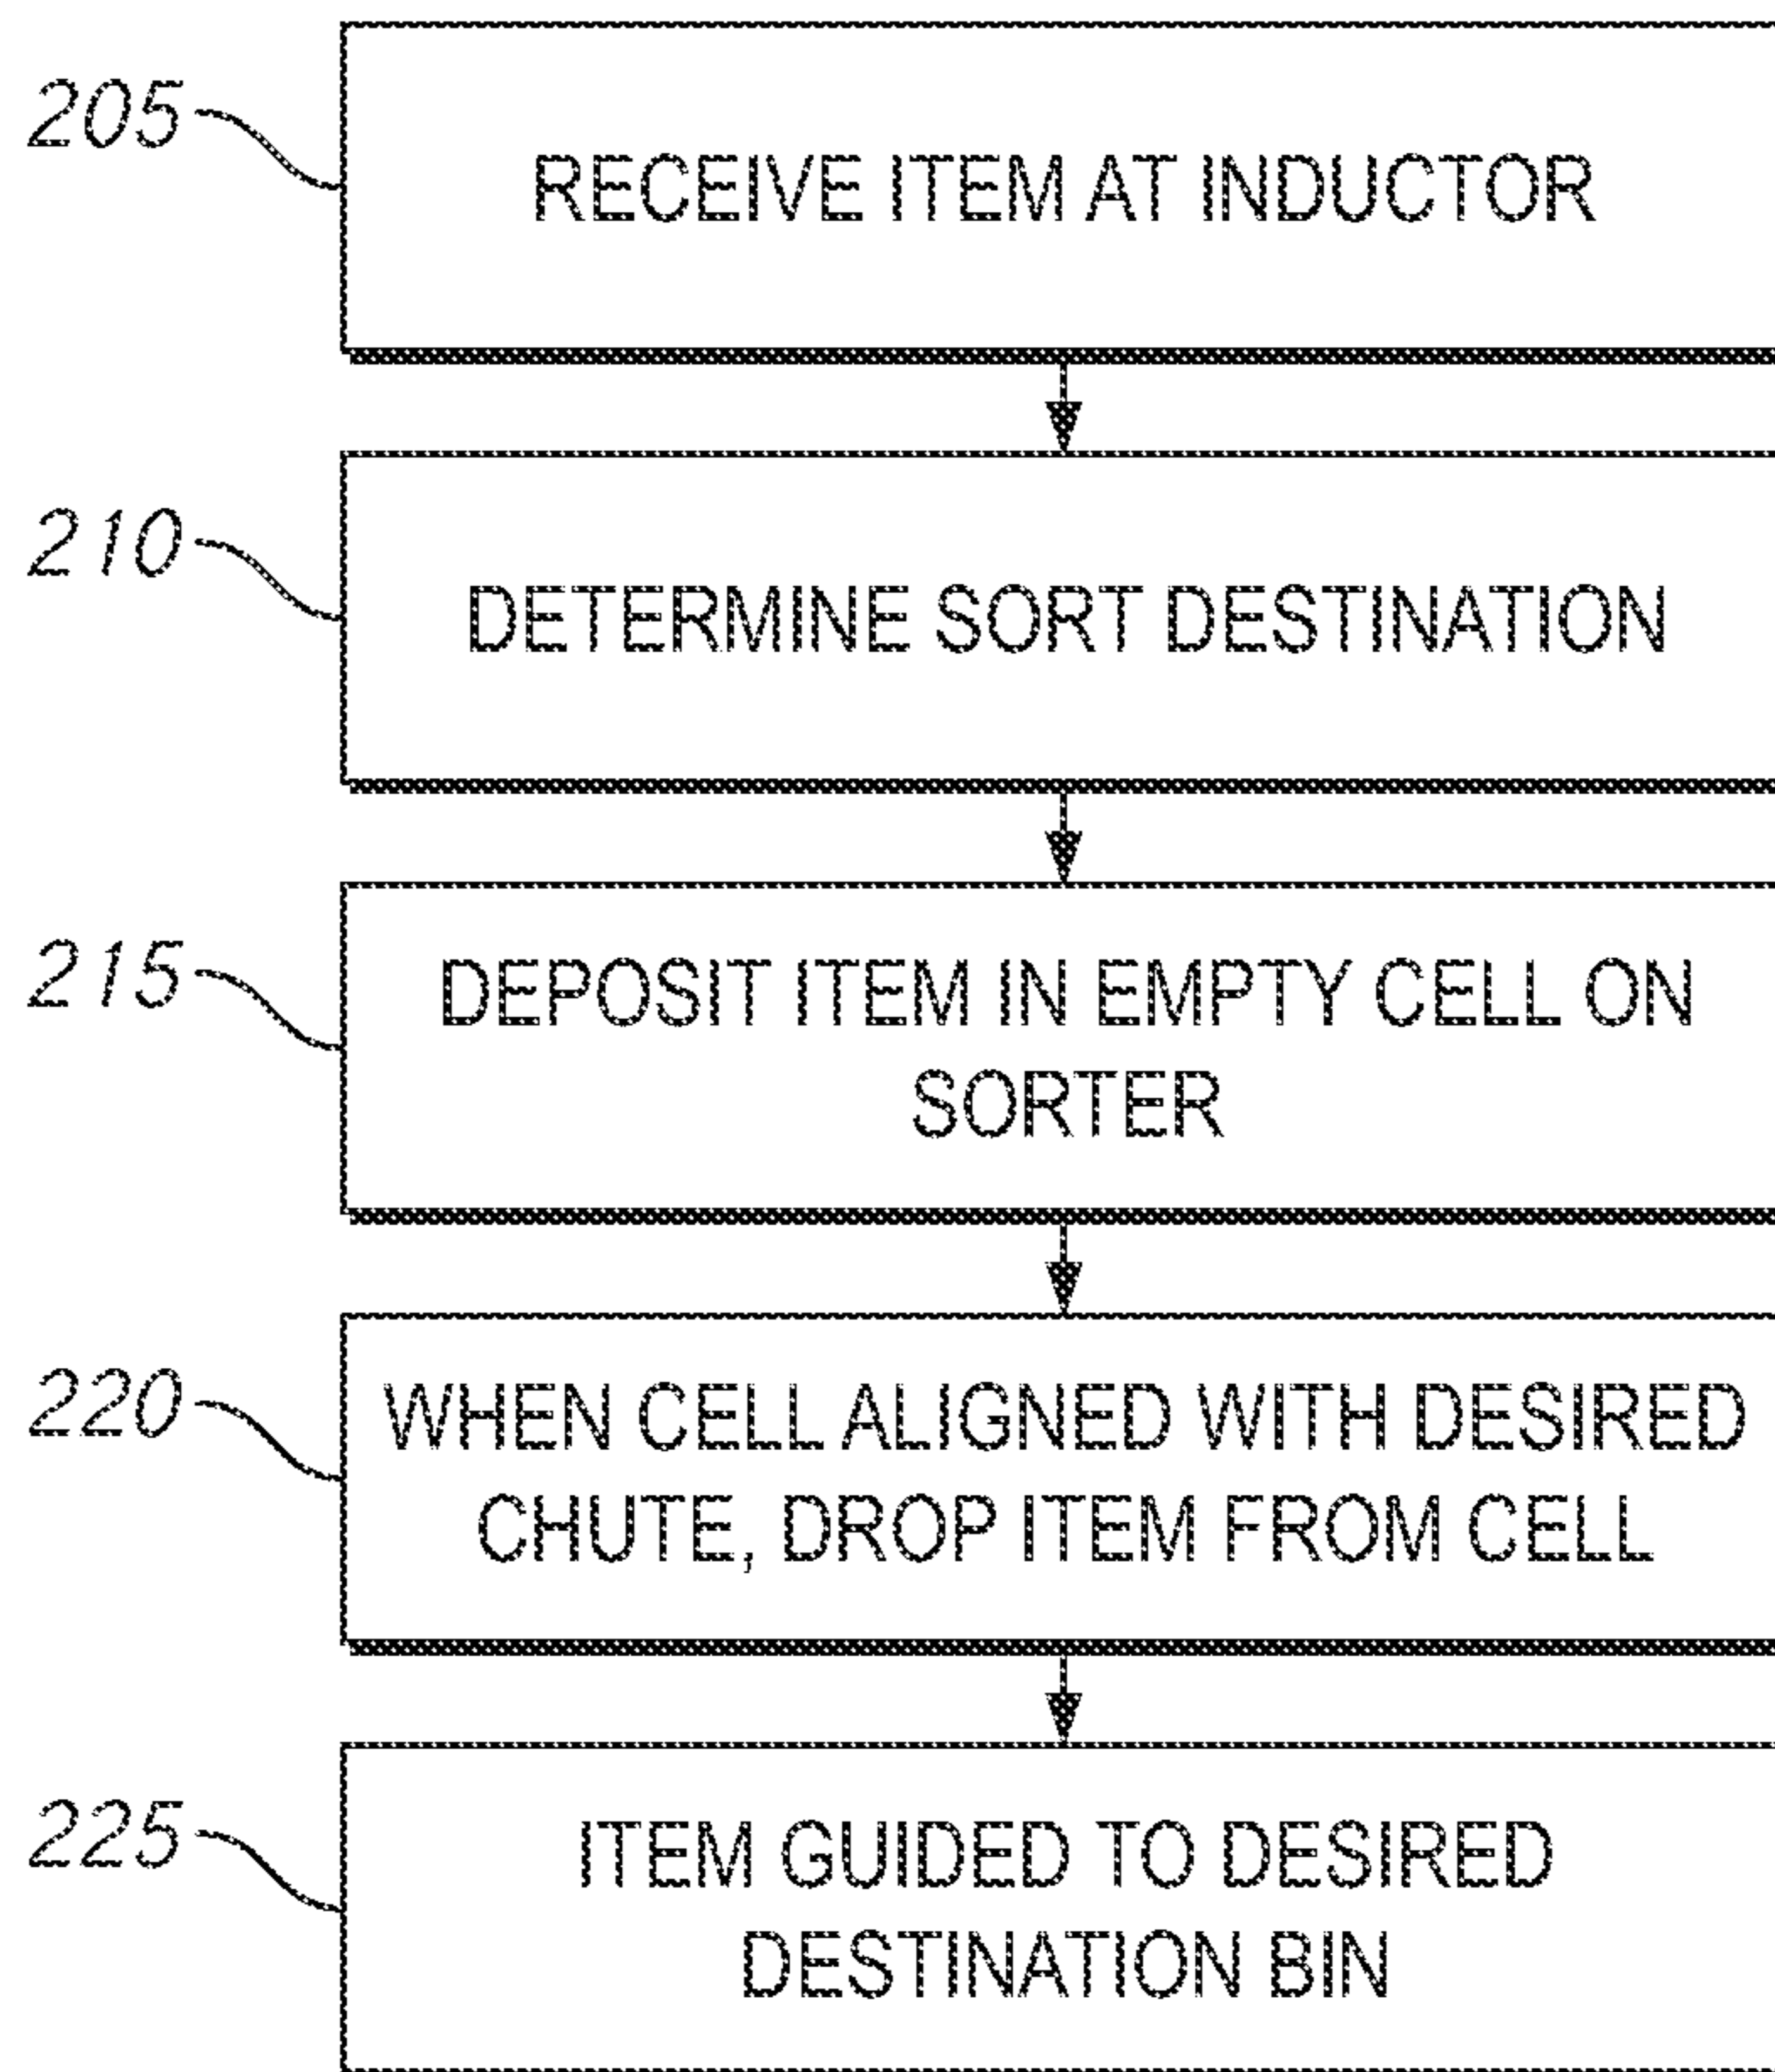 205
RECEIVE ITEM AT INDUCTOR
210
DETERMINE SORT DESTINATION
215
DEPOSIT ITEM IN EMPTY CELL ON
SORTER
220
WHEN CELL ALIGNED WITH DESIRED
CHUTE, DROP ITEM FROM CELL
225
ITEM GUIDED TO DESIRED
DESTINATION BIN